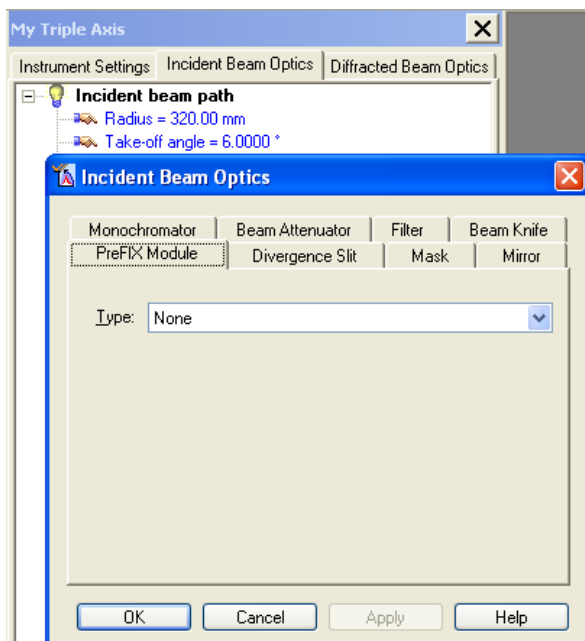 My Triple Axis
Instrument Settings Incident Beam Optics Diffracted Beam Optics
Incident beam path
Radius = 320.00 mm
Take-off angle = 6.0000 °
Incident Beam Optics
Monochromator Beam Attenuator Filter Beam Knife
PreFIX Module Divergence Slit Mask Mirror
Type: None
OK Cancel Apply Help